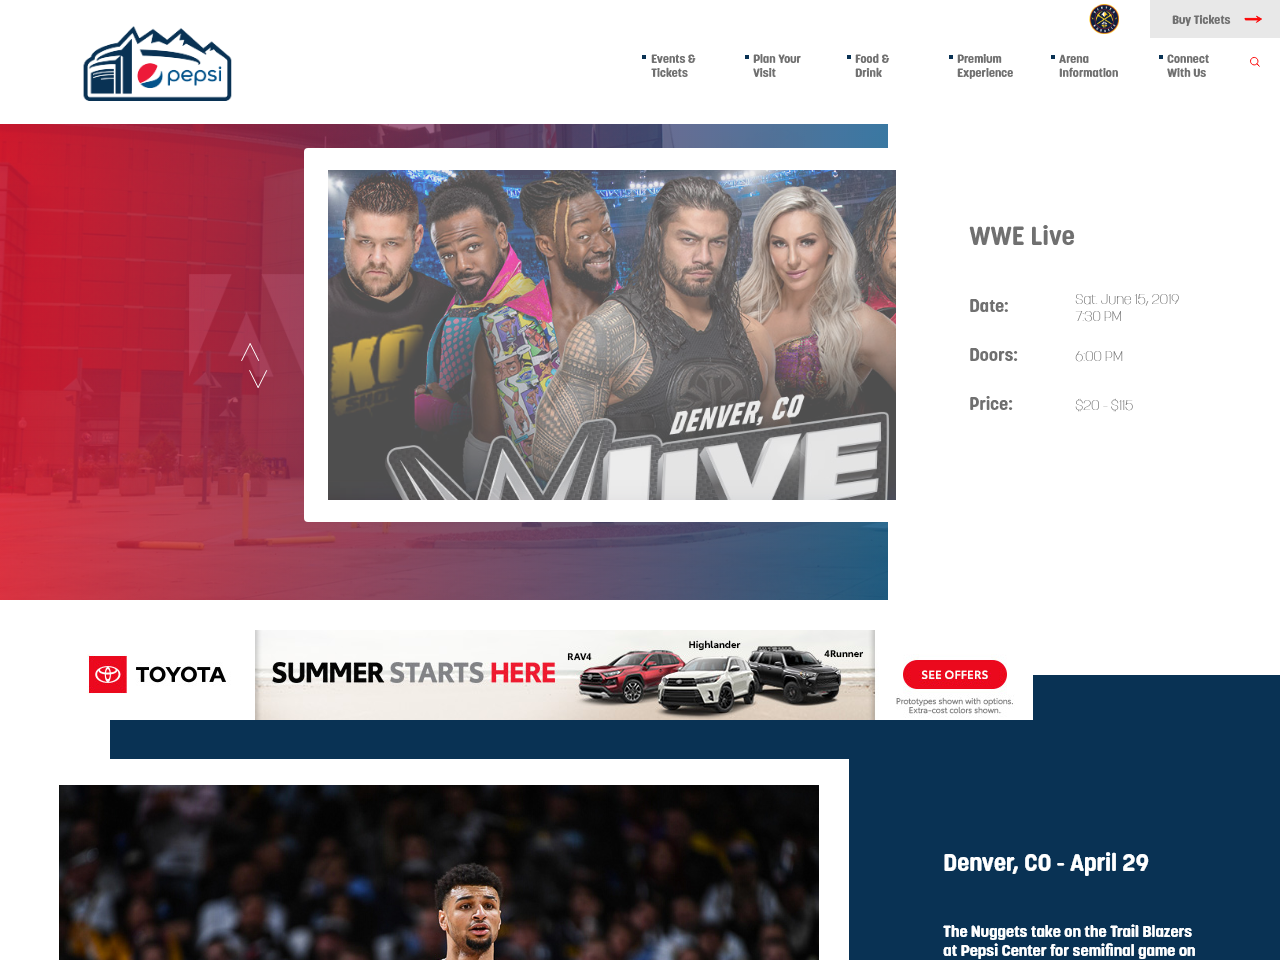 Buy Tickets
pepsi
Events &
Tickets
Plan Your
Visit
Food &
Drink
Premium
Experience
Arena
Information
Connect
With Us
KO
DENVER, CO
LIVE
WWE Live
Date:
Sat. June 15, 2019
7:30 PM
Doors:
6:00 PM
Price:
$20 - $115
TOYOTA
SUMMER STARTS HERE
RAV4
Highlander
4Runner
SEE OFFERS
Prototypes shown with options.
Extra-cost colors shown.
Denver, CO - April 29
The Nuggets take on the Trail Blazers
at Pepsi Center for semifinal game on